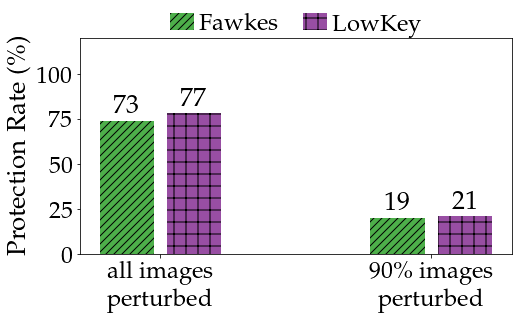 Fawkes LowKey
Protection Rate (%)
100
75
50
25
0
73 77
19 21
all images
perturbed
90% images
perturbed